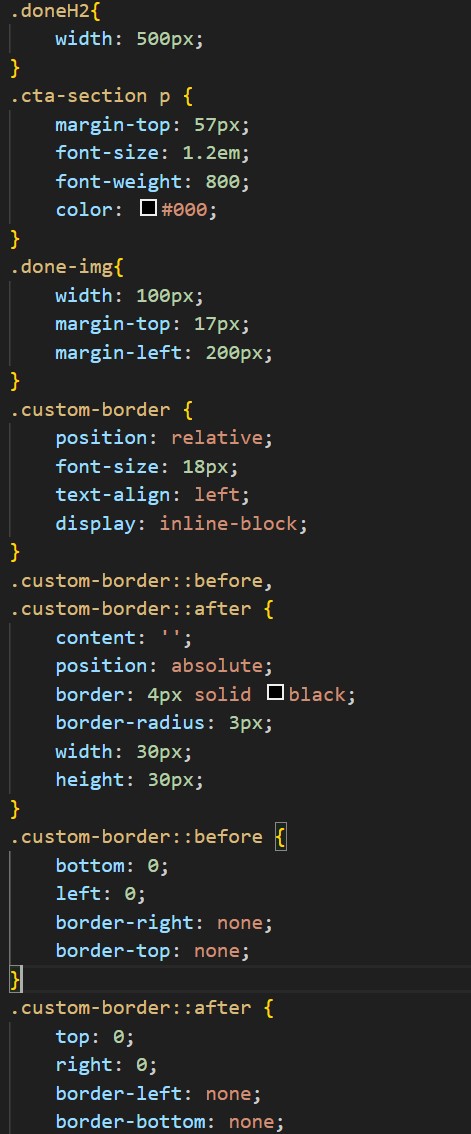 .doneH2{
    width: 500px;
}
.cta-section p {
    margin-top: 57px;
    font-size: 1.2em;
    font-weight: 800;
    color: #000;
}
.done-img{
    width: 100px;
    margin-top: 17px;
    margin-left: 200px;
}
.custom-border {
    position: relative;
    font-size: 18px;
    text-align: left;
    display: inline-block;
}
.custom-border::before,
.custom-border::after {
    content: '';
    position: absolute;
    border: 4px solid black;
    border-radius: 3px;
    width: 30px;
    height: 30px;
}
.custom-border::before {
    bottom: 0;
    left: 0;
    border-right: none;
    border-top: none;
}
.custom-border::after {
    top: 0;
    right: 0;
    border-left: none;
    border-bottom: none;